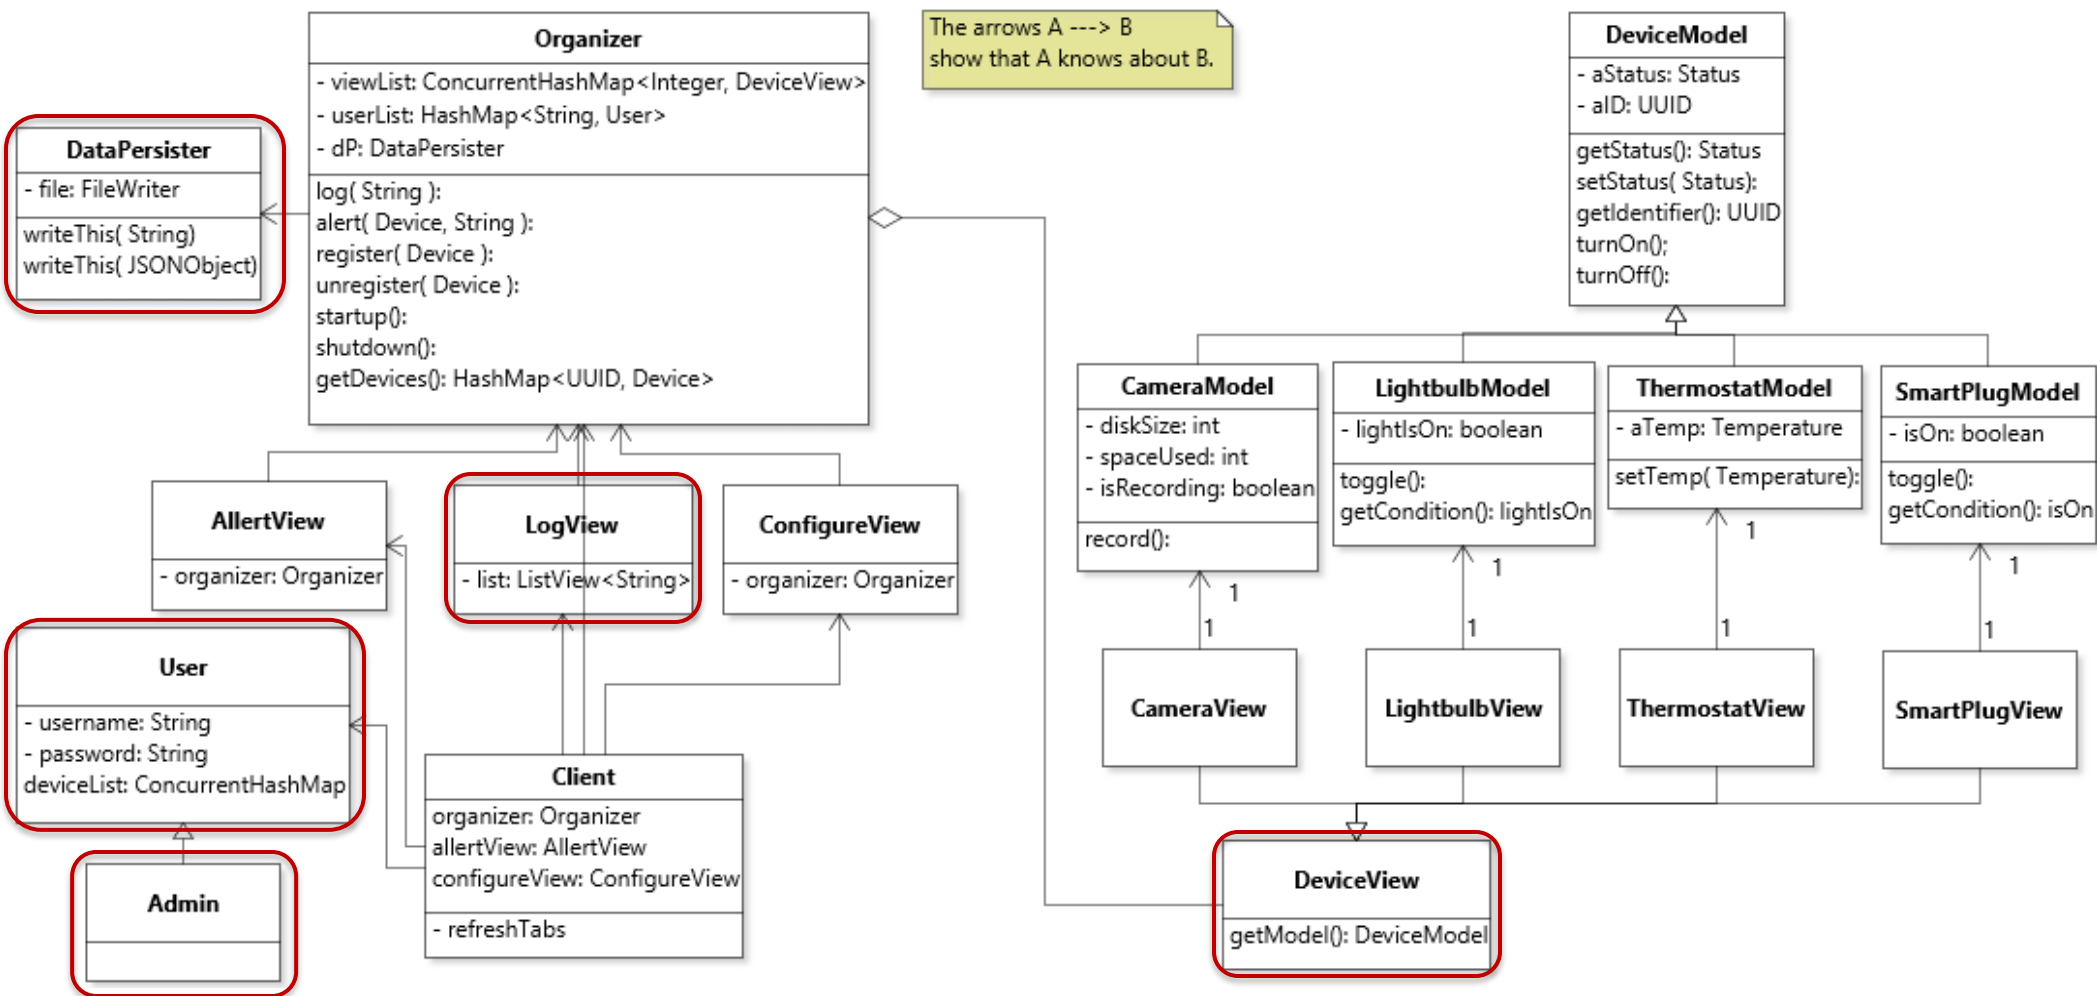 Organizer
- viewList: ConcurrentHashMap<Integer, DeviceView>
- userList: HashMap<String, User>
- dP: DataPersister
log( String ):
alert( Device, String ):
register( Device ):
unregister( Device ):
startup():
shutdown():
getDevices(): HashMap<UUID, Device>
The arrows A ---> B
show that A knows about B.
DeviceModel
- aStatus: Status
- aID: UUID
getStatus(): Status
setStatus( Status):
getIdentifier(): UUID
turnOn();
turnOff():
DataPersister
- file: FileWriter
writeThis( String)
writeThis( JSONObject)
CameraModel
- diskSize: int
- spaceUsed: int
- isRecording: boolean
record():
LightbulbModel
- lightIsOn: boolean
toggle():
getCondition(): lightIsOn
ThermostatModel
- aTemp: Temperature
setTemp( Temperature):
SmartPlugModel
- isOn: boolean
toggle():
getCondition(): isOn
AllertView
- organizer: Organizer
LogView
- list: ListView<String>
ConfigureView
- organizer: Organizer
1
1
1
1
1
1
1
1
User
- username: String
- password: String
deviceList: ConcurrentHashMap
CameraView
LightbulbView
ThermostatView
SmartPlugView
Client
organizer: Organizer
allertView: AllertView
configureView: ConfigureView
- refreshTabs
Admin
DeviceView
getModel(): DeviceModel